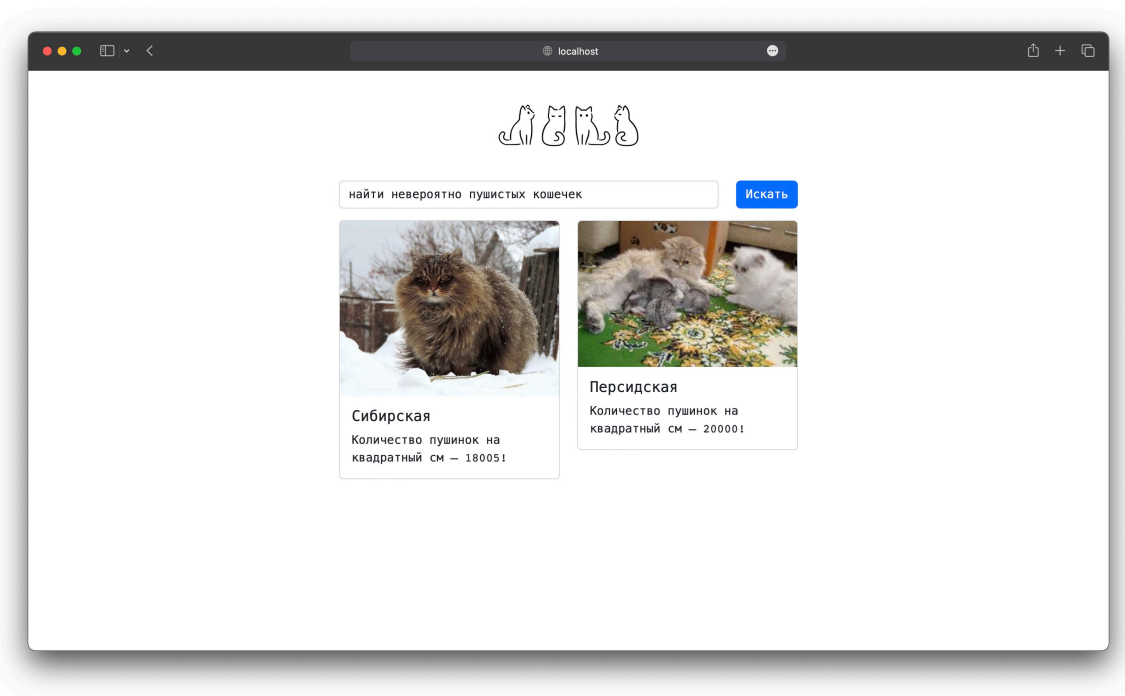 localhost
найти невероятно пушистых кошечек
Искать
Сибирская
Количество пушинок на
квадратный см — 18005!
Персидская
Количество пушинок на
квадратный см — 20000!